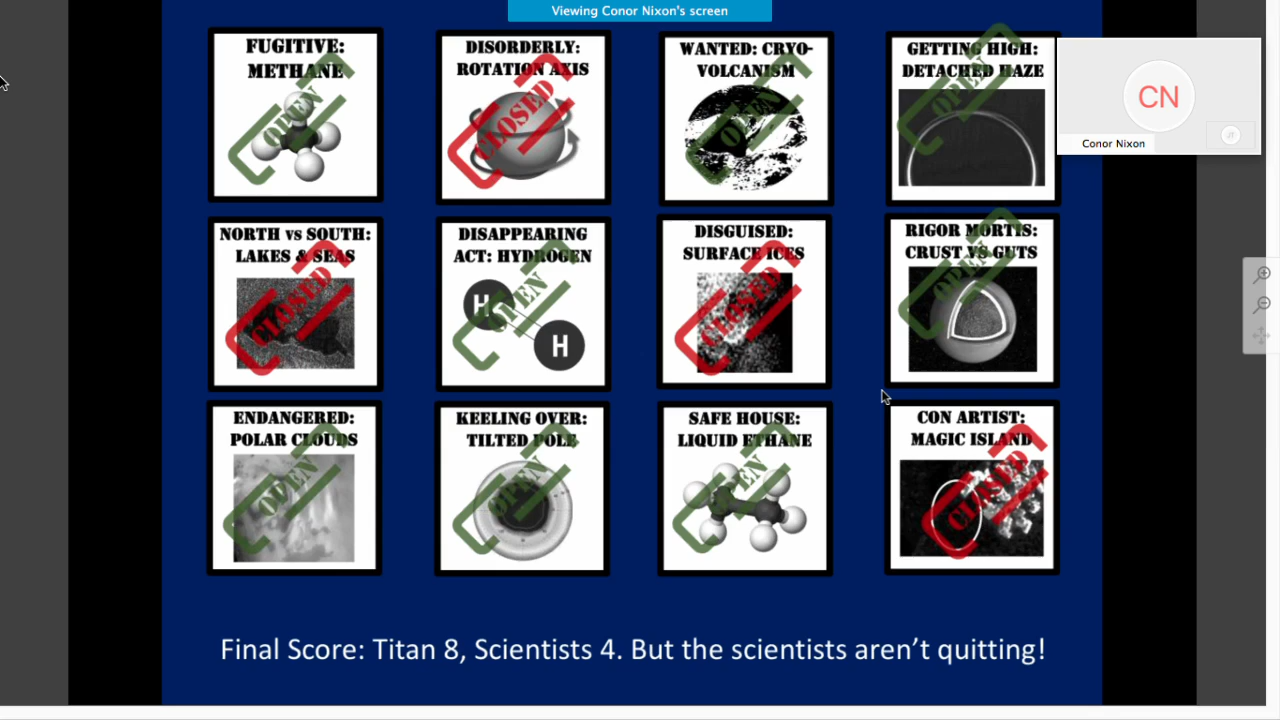 Viewing Conor Nixon's screen
FUGITIVE:
METHANE
OPEN
DISORDERLY:
ROTATION AXIS
CLOSED
WANTED: CRYO-
VOLCANISM
OPEN
GETTING HIGH:
DETACHED HAZE
OPEN
CN
Conor Nixon
NORTH vs SOUTH:
LAKES & SEAS
CLOSED
DISAPPEARING
ACT: HYDROGEN
H
H
OPEN
DISGUISED:
SURFACE ICES
CLOSED
RIGOR MORTIS:
CRUST VS GUTS
OPEN
ENDANGERED:
POLAR CLOUDS
OPEN
KEELING OVER:
TILTED POLE
OPEN
SAFE HOUSE:
LIQUID ETHANE
OPEN
CON ARTIST:
MAGIC ISLAND
CLOSED
Final Score: Titan 8, Scientists 4. But the scientists aren't quitting!